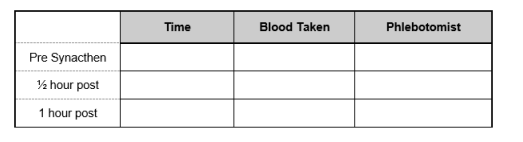 Time Blood Taken Phlebotomist
Pre Synacthen
½ hour post
1 hour post